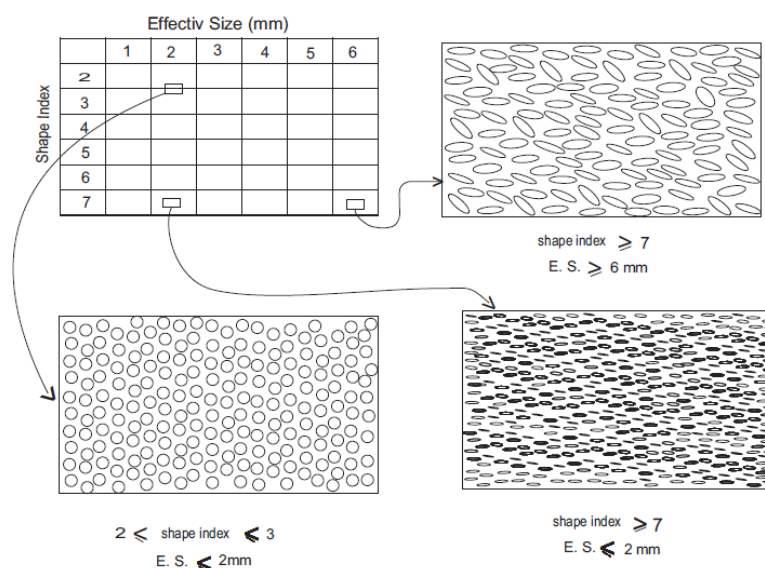 Effectiv Size (mm)
1 2 3 4 5 6
Shape Index
2
3
4
5
6
7
shape index ⩾ 7
E. S. ⩾ 6 mm
2 ⩽ shape index ⩽ 3
E. S. ⩽ 2mm
shape index ⩾ 7
E. S. ⩽ 2 mm